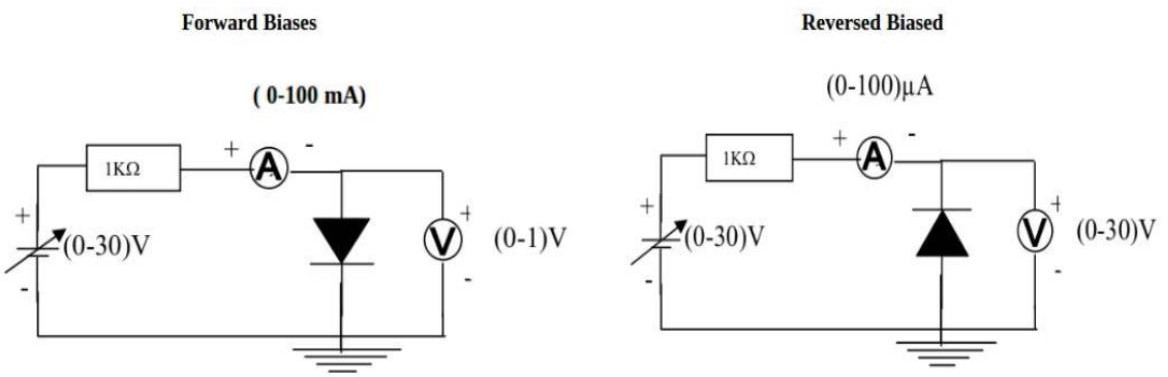 Forward Biases
( 0-100 mA)
+ -
1KΩ
A
+
(0-30)V
-
V
+
(0-1)V
-
Reversed Biased
(0-100)µA
+ -
1KΩ
A
+
(0-30)V
-
V
+
(0-30)V
-